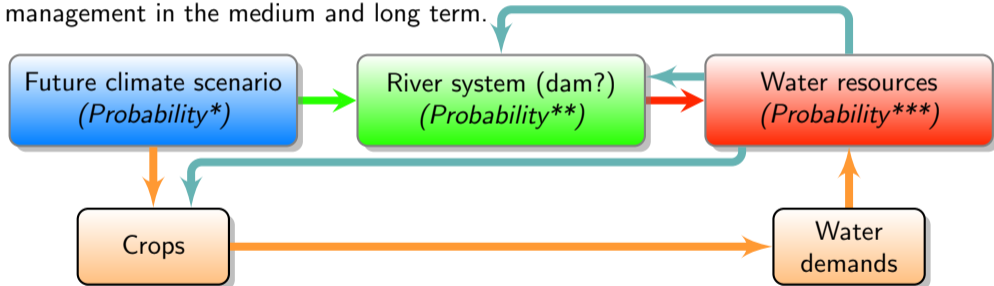 management in the medium and long term.
Future climate scenario
(Probability*)
River system (dam?)
(Probability**)
Water resources
(Probability***)
Crops
Water
demands